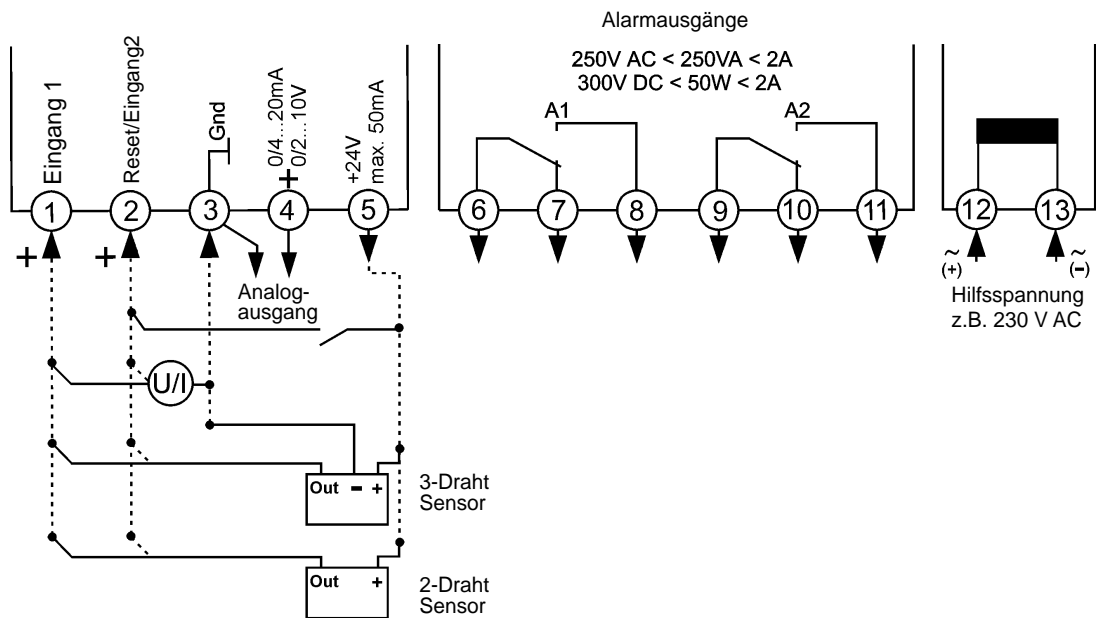 Alarmausgänge
250V AC < 250VA < 2A
300V DC < 50W < 2A
Eingang 1
Reset/Eingang2
Gnd
0/4...20mA
0/2...10V
+
+24V
max. 50mA
A1
A2
1
2
3
4
5
6
7
8
9
10
11
12
13
+
+
~
(+)
~
(-)
Analog-
ausgang
Hilfsspannung
z.B. 230 V AC
U/I
Out - +
3-Draht
Sensor
Out +
2-Draht
Sensor